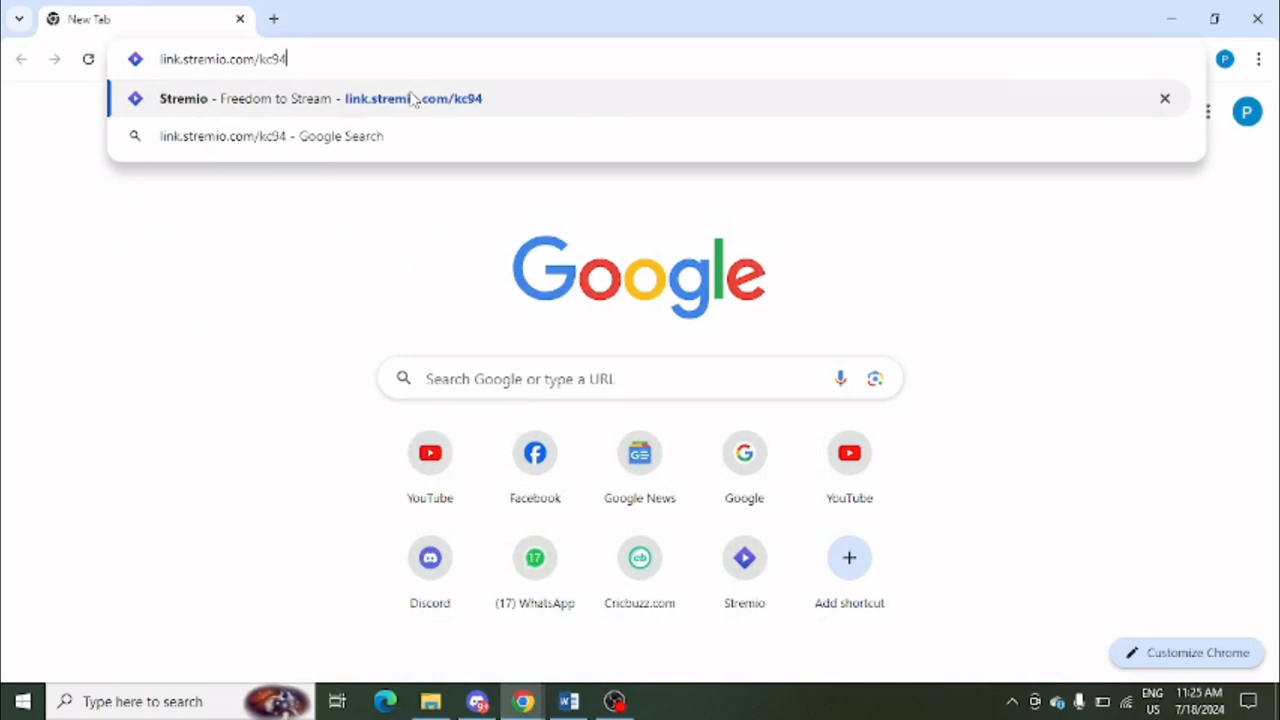 New Tab
link.stremio.com/kc94
Stremio - Freedom to Stream - link.stremio.com/kc94
link.stremio.com/kc94 - Google Search
P
P
Google
Search Google or type a URL
YouTube
Facebook
Google News
Google
YouTube
17
cb
Discord
(17) WhatsApp
Cricbuzz.com
Stremio
Add shortcut
Customize Chrome
Type here to search
ENG
US
11:25 AM
7/18/2024